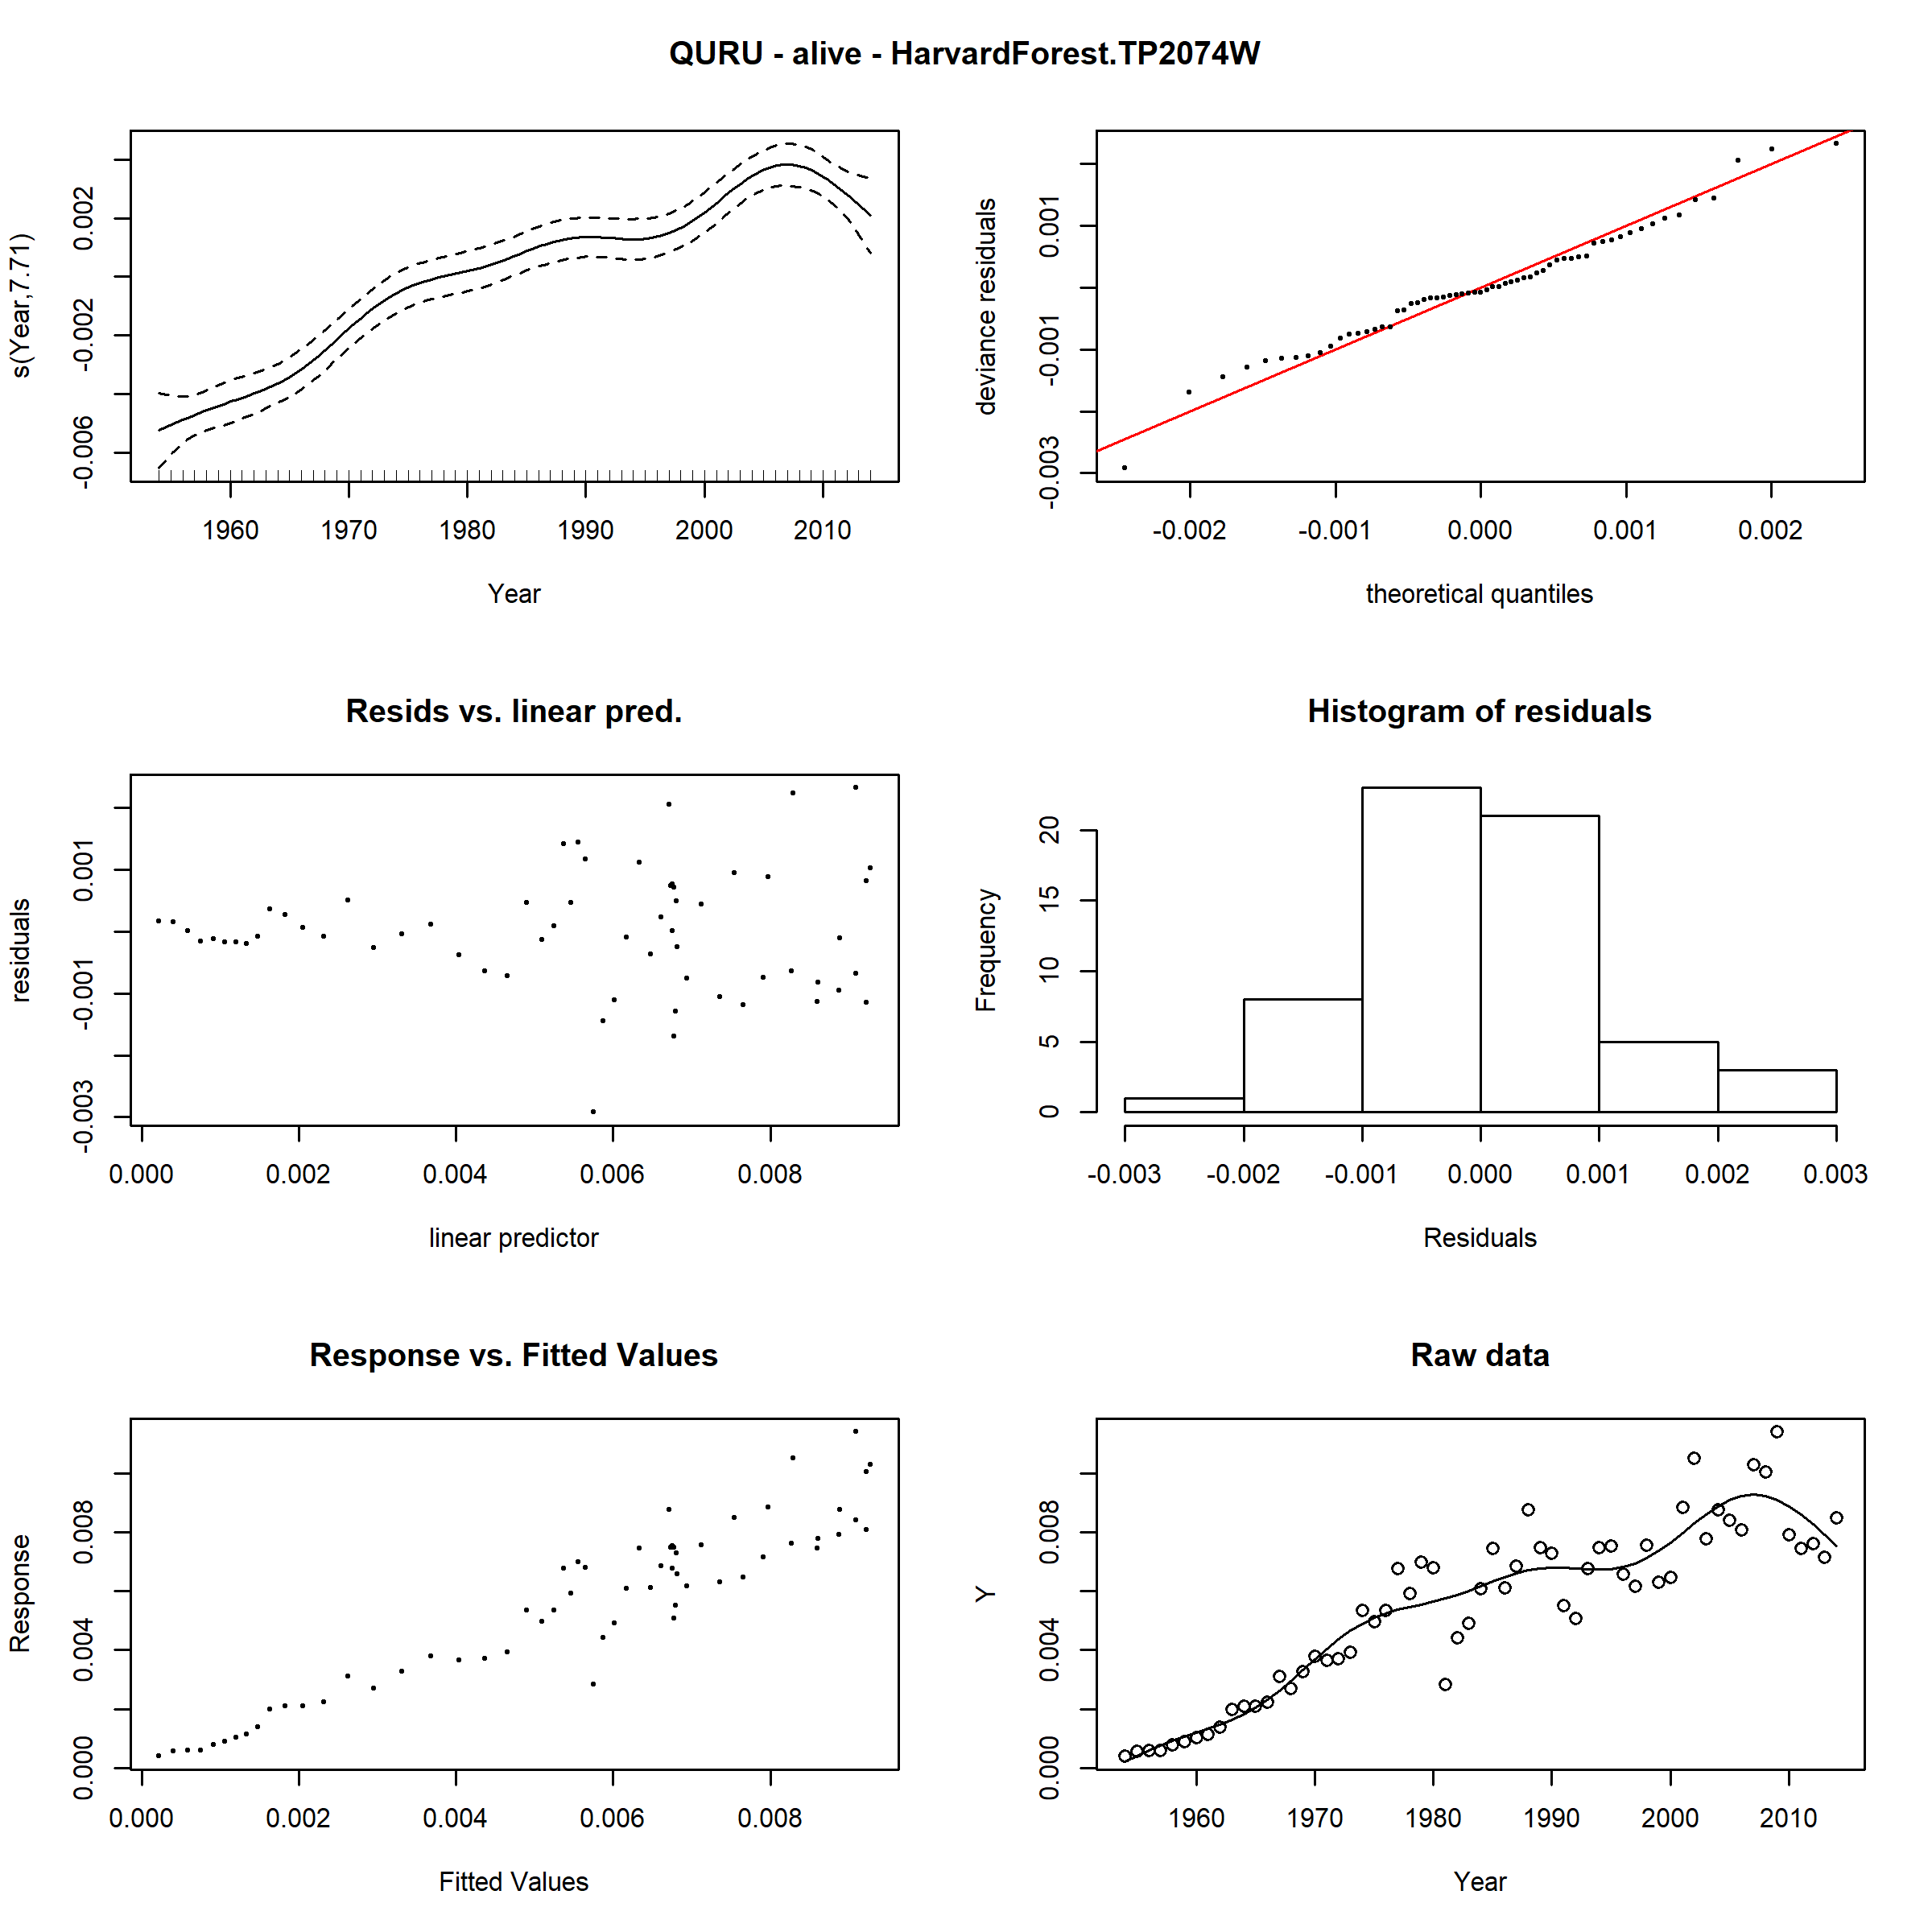 QURU - alive - HarvardForest.TP2074W
s(Year,7.71)
0.002
-0.002
-0.006
1960 1970 1980 1990 2000 2010
Year
deviance residuals
0.001
-0.001
-0.003
-0.002 -0.001 0.000 0.001 0.002
theoretical quantiles
Resids vs. linear pred.
residuals
0.001
-0.001
-0.003
0.000 0.002 0.004 0.006 0.008
linear predictor
Histogram of residuals
Frequency
20
15
10
5
0
-0.003 -0.002 -0.001 0.000 0.001 0.002 0.003
Residuals
Response vs. Fitted Values
Response
0.008
0.004
0.000
0.000 0.002 0.004 0.006 0.008
Fitted Values
Raw data
Y
0.008
0.004
0.000
1960 1970 1980 1990 2000 2010
Year